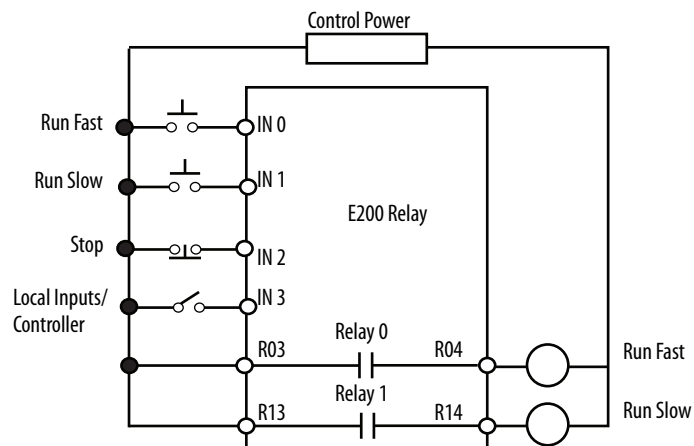 Control Power
Run Fast
IN 0
Run Slow
IN 1
E200 Relay
Stop
IN 2
Local Inputs/
Controller
IN 3
Relay 0
R03
R04
Run Fast
Relay 1
R13
R14
Run Slow